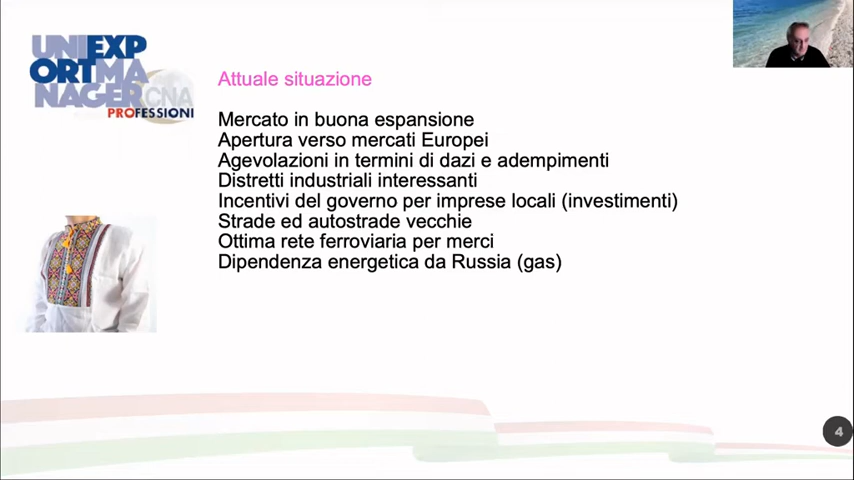 UNIEXP
ORTMA
NAGER CNA
PROFESSIONI
Attuale situazione
Mercato in buona espansione
Apertura verso mercati Europei
Agevolazioni in termini di dazi e adempimenti
Distretti industriali interessanti
Incentivi del governo per imprese locali (investimenti)
Strade ed autostrade vecchie
Ottima rete ferroviaria per merci
Dipendenza energetica da Russia (gas)
4